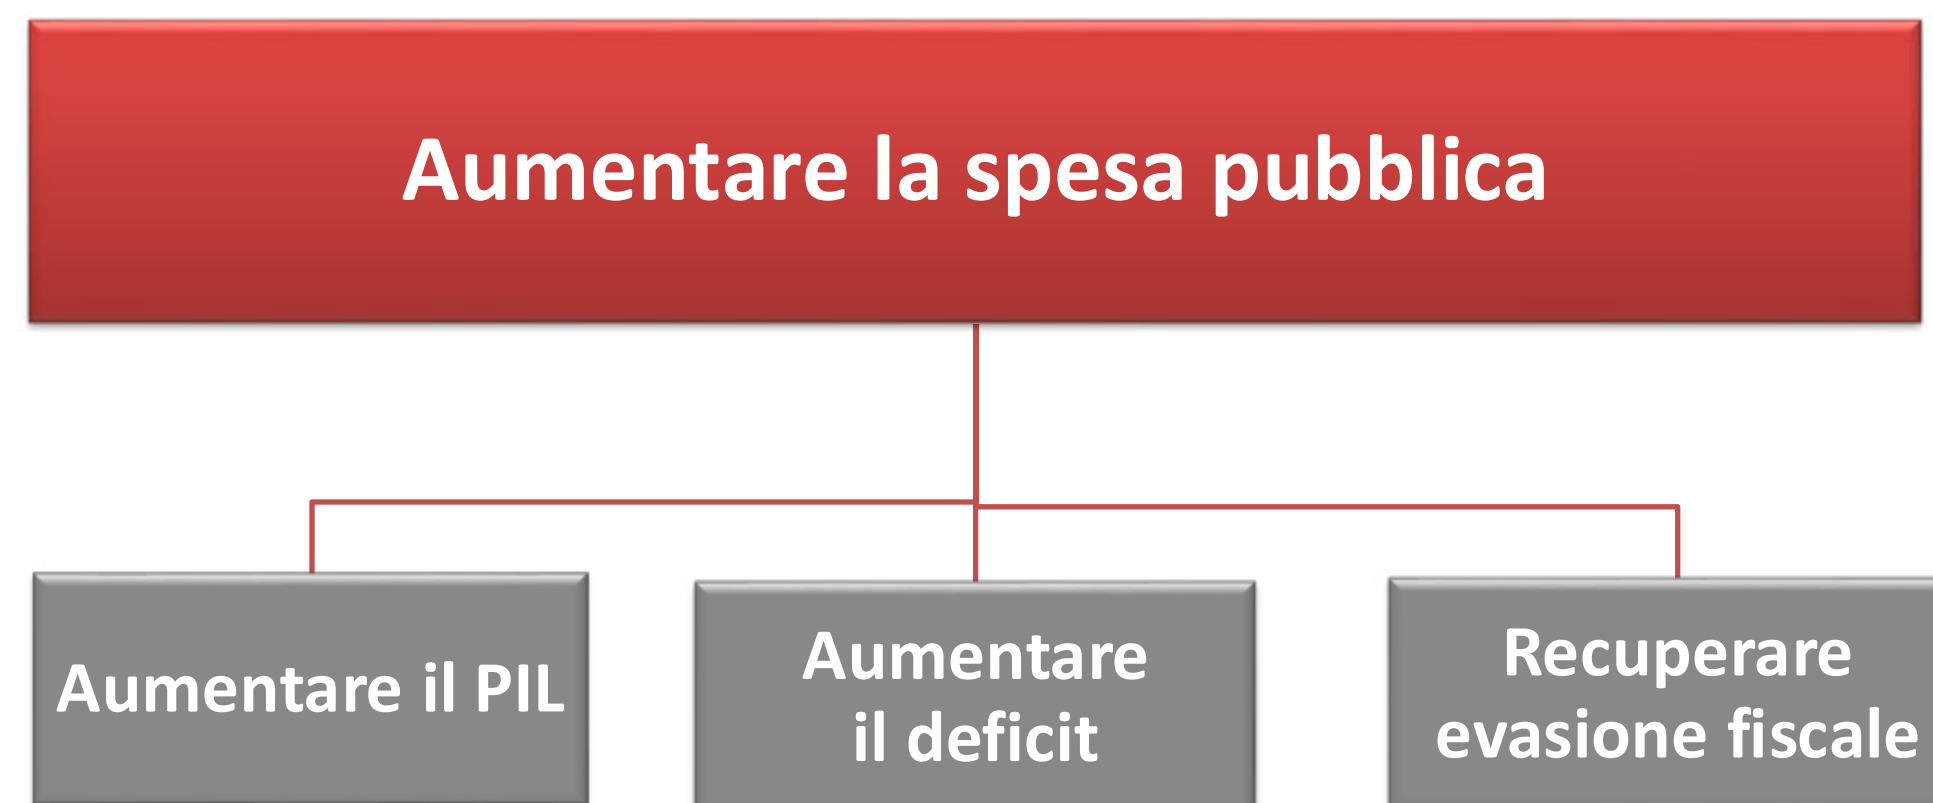 Aumentare la spesa pubblica
Aumentare il PIL
Aumentare
il deficit
Recuperare
evasione fiscale